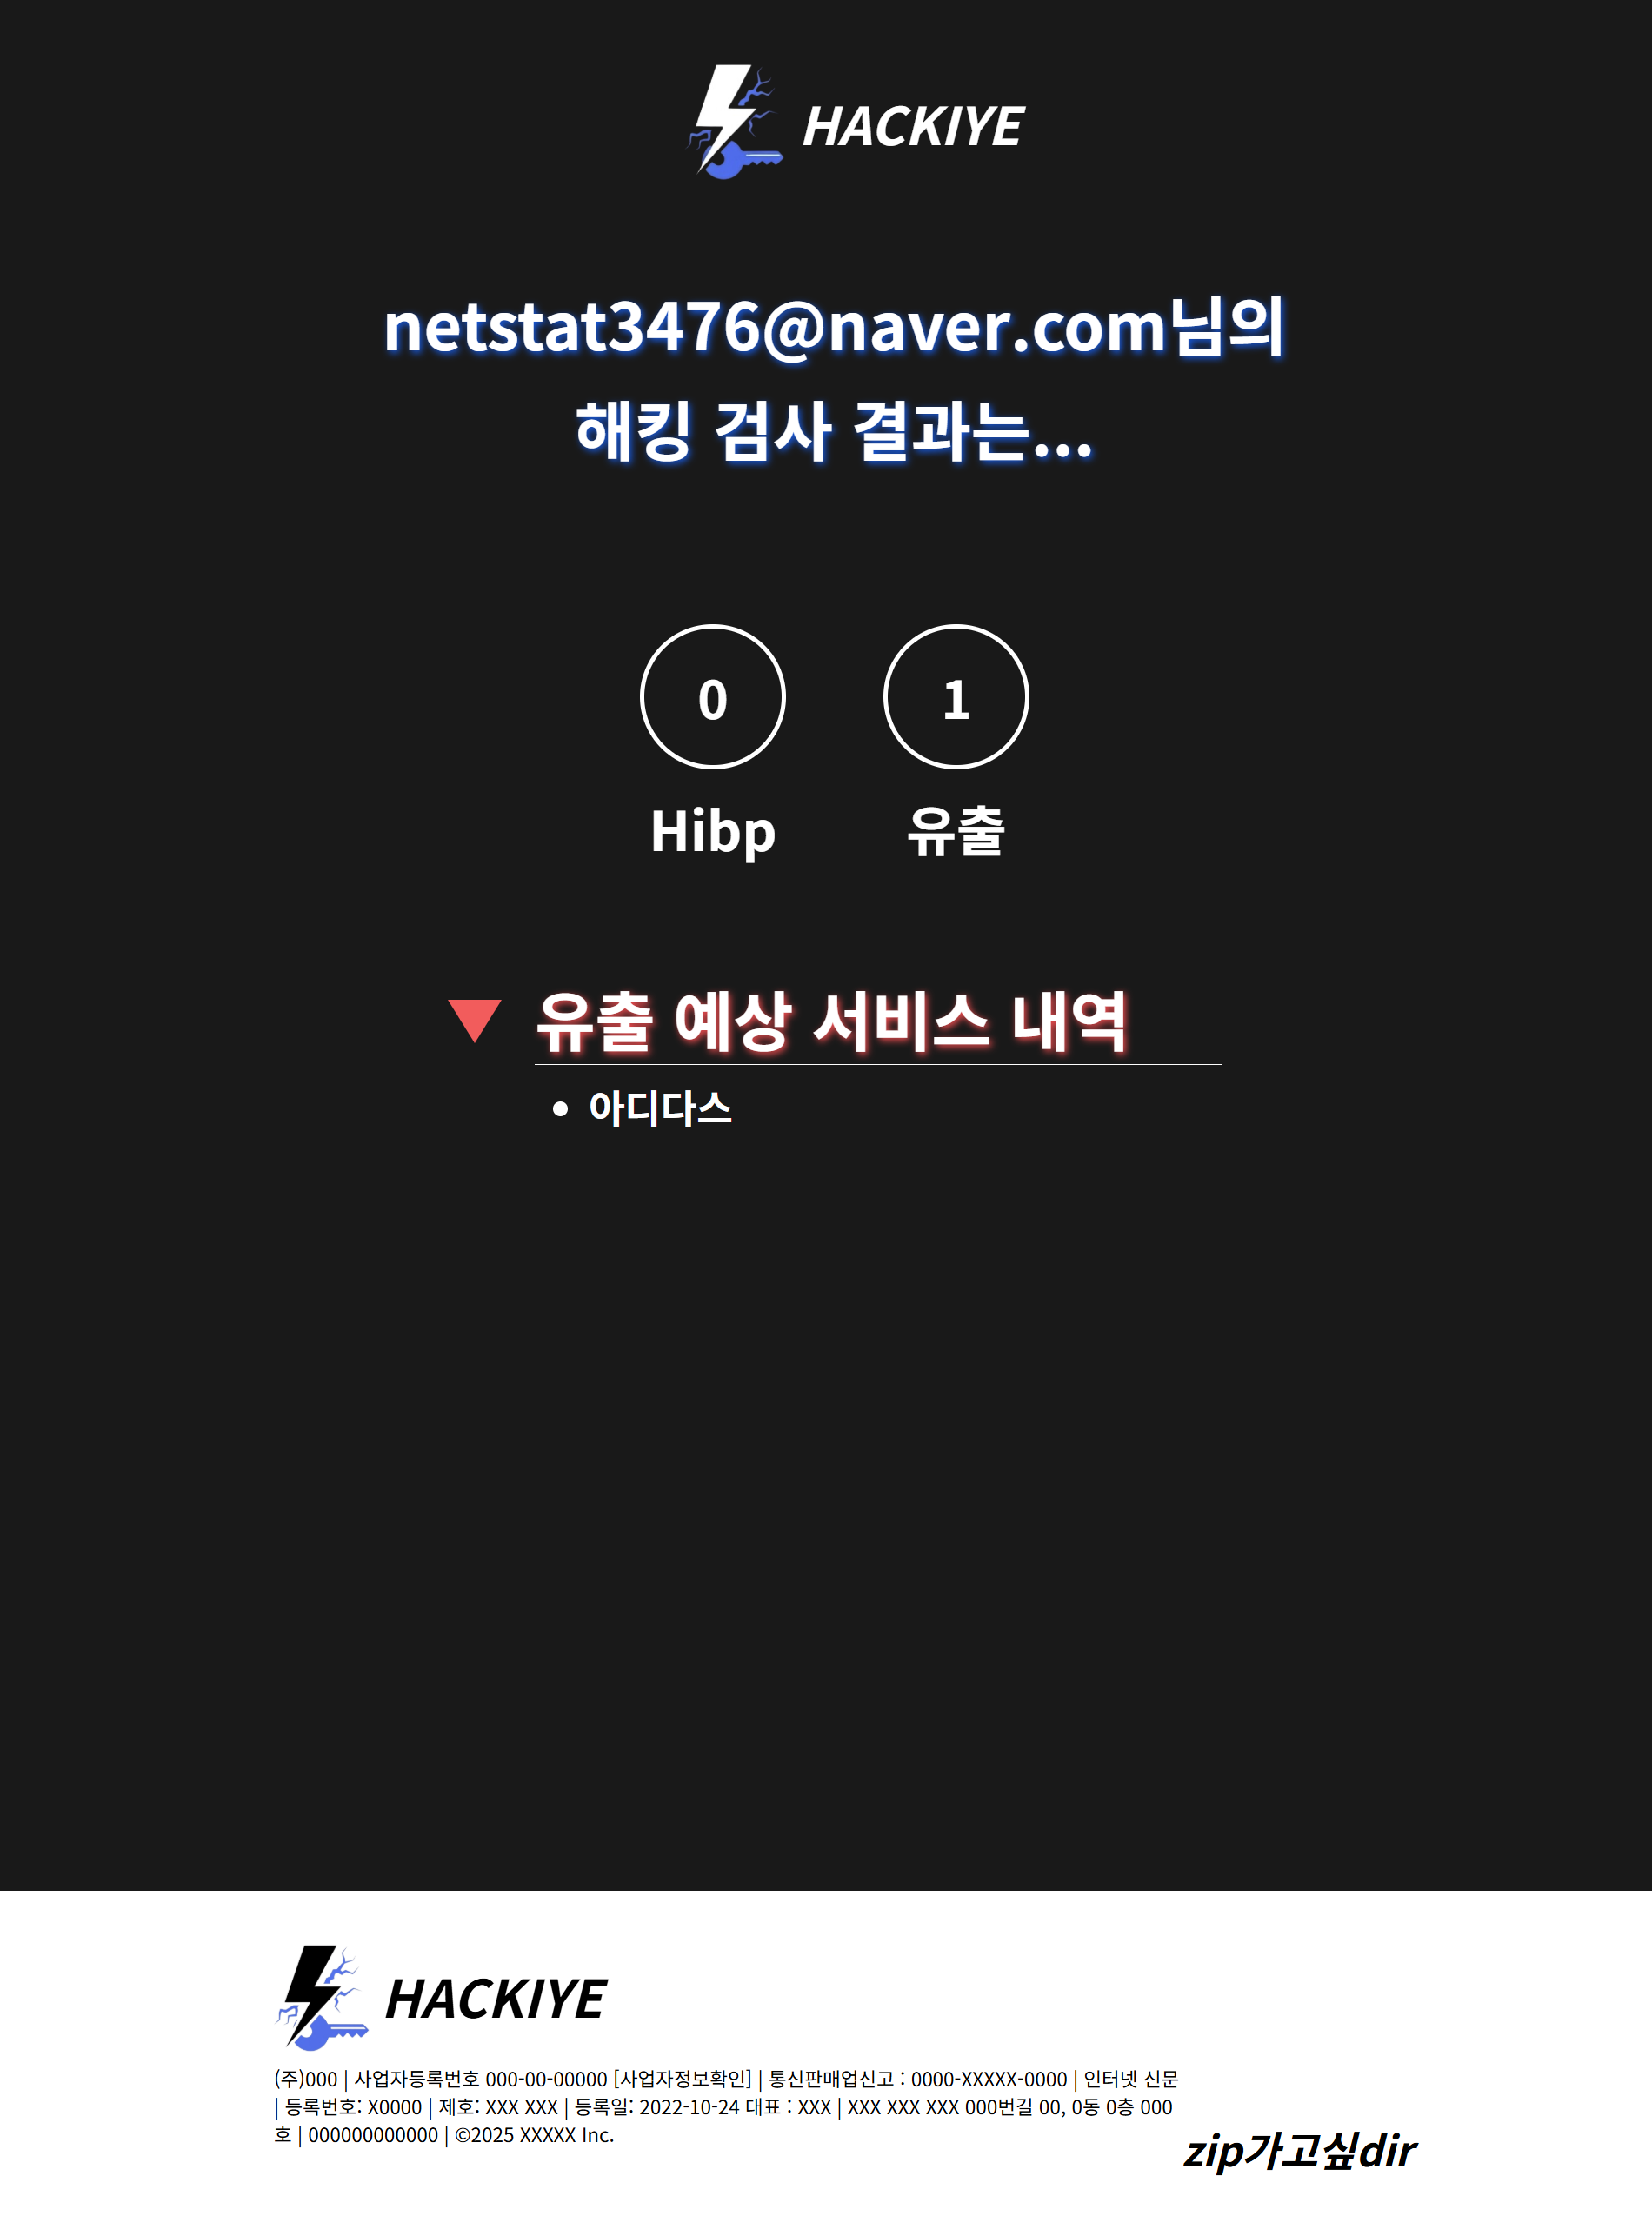 HACKIYE
netstat3476@naver.com님의
해킹 검사 결과는...
0
1
Hibp
유출
유출 예상 서비스 내역
아디다스
HACKIYE
(주)000 | 사업자등록번호 000-00-00000 [사업자정보확인] | 통신판매업신고 : 0000-XXXXX-0000 | 인터넷 신문
| 등록번호: X0000 | 제호: XXX XXX | 등록일: 2022-10-24 대표 : XXX | XXX XXX XXX 000번길 00, 0동 0층 000
호 | 000000000000 | ©2025 XXXXX Inc.
zip가고싶dir